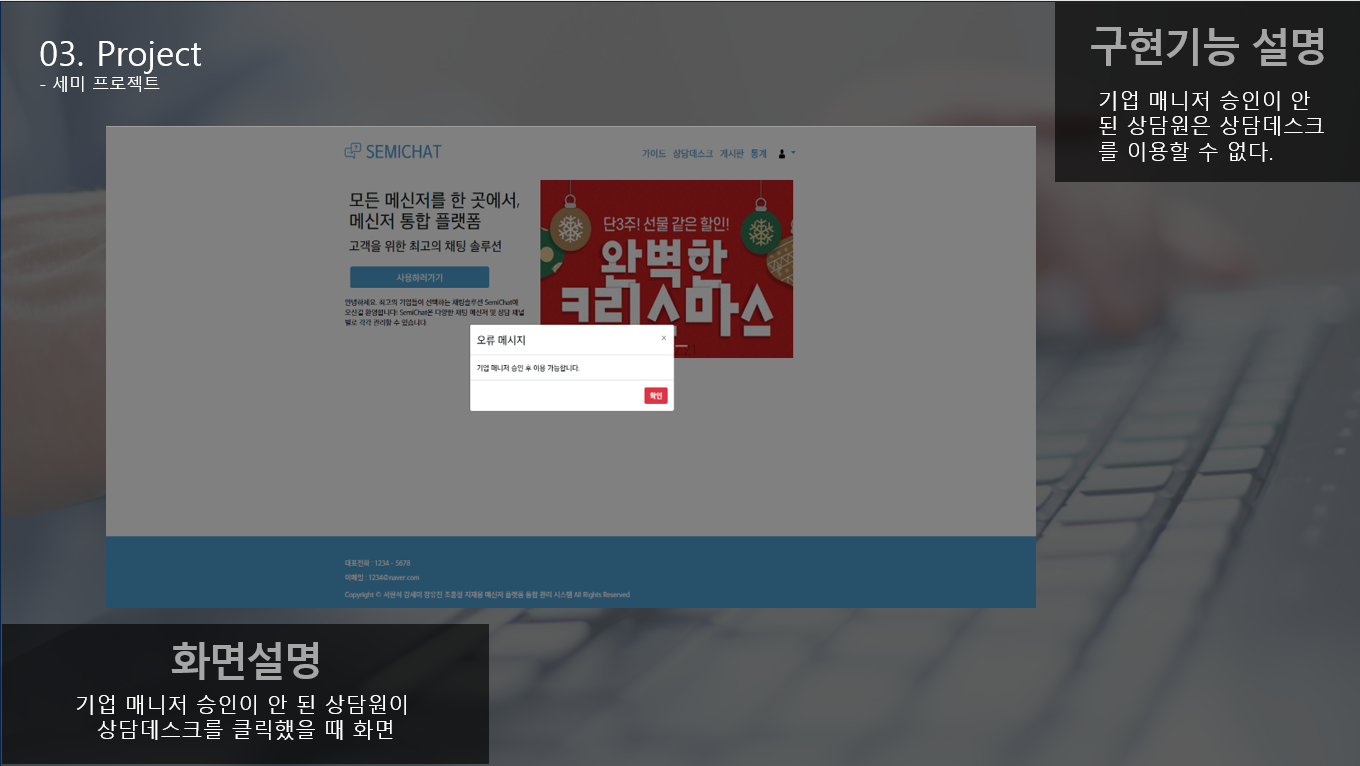 03. Project
- 세미 프로젝트
구현기능 설명
기업 매니저 승인이 안
된 상담원은 상담데스크
를 이용할 수 없다.
SEMICHAT
가이드 상담데스크 게시판 통계
모든 메신저를 한 곳에서,
메신저 통합 플랫폼
고객을 위한 최고의 채팅 솔루션
사용하러가기
안녕하세요. 최고의 기업들이 선택하는 채팅솔루션 SemiChat에
오신걸 환영합니다! SemiChat은 다양한 채팅 메신저 및 상담 채널
별로 각각 관리할 수 있습니다.
단3주! 선물 같은 할인!
완벽한
크리스마스
오류 메시지 ×
기업 매니저 승인 후 이용 가능합니다.
확인
대표전화 : 1234 - 5678
이메일 : 1234@naver.com
Copyright © 메신저 플랫폼 통합 관리 시스템 All Rights Reserved.
화면설명
기업 매니저 승인이 안 된 상담원이
상담데스크를 클릭했을 때 화면